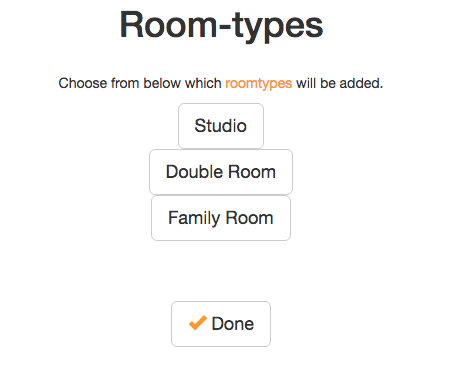 Room-types
Choose from below which roomtypes will be added.
Studio
Double Room
Family Room
Done